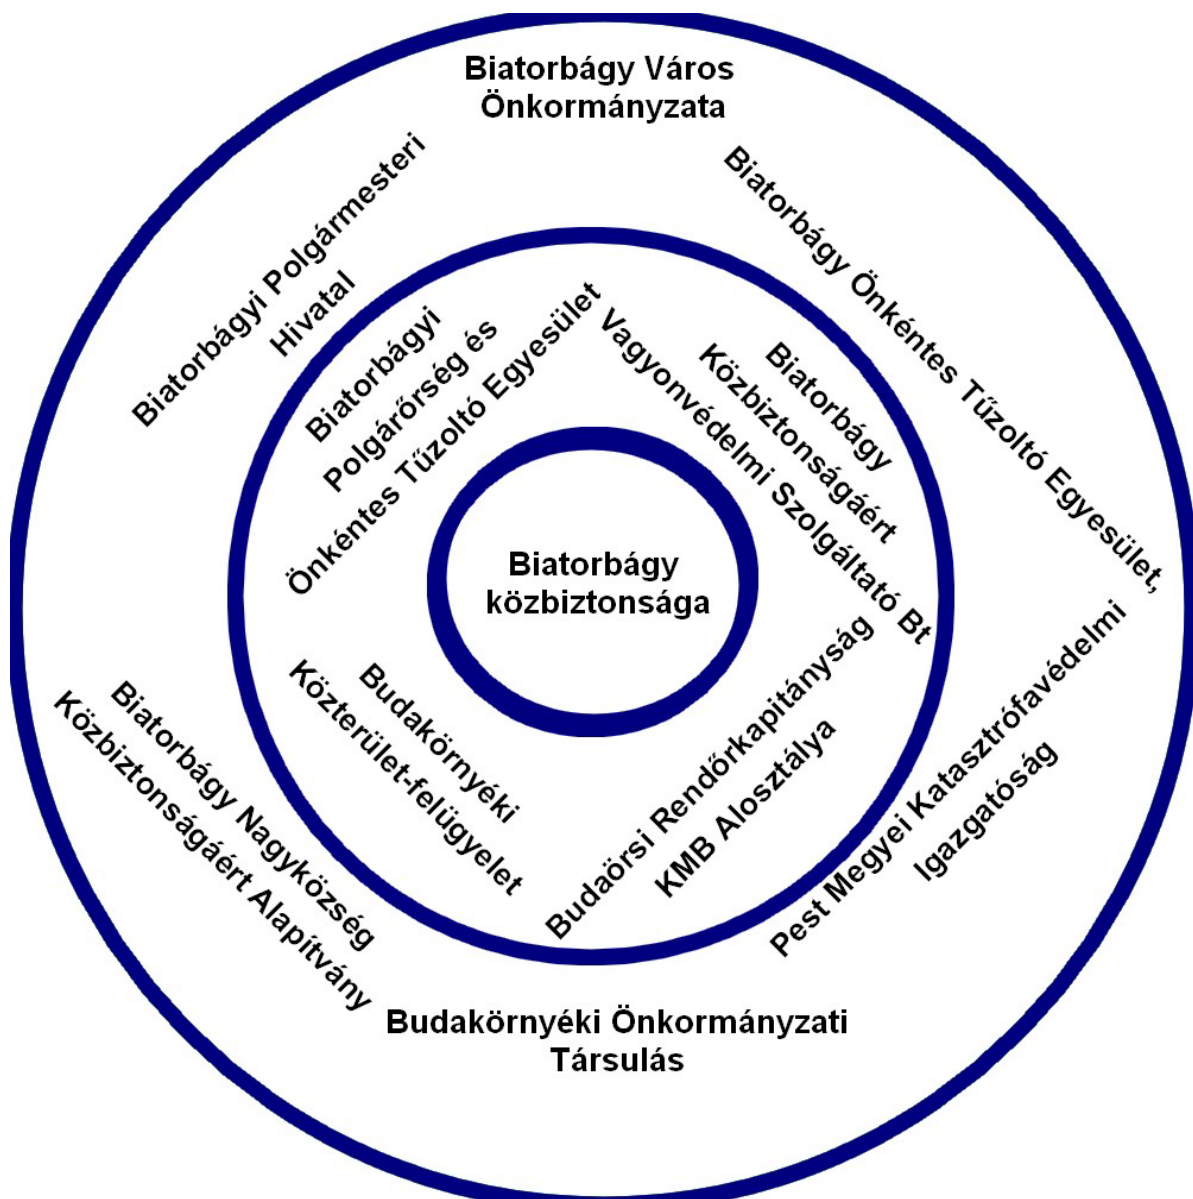 Biatorbágy Város
Önkormányzata
Biatorbágyi Polgármesteri
Hivatal
Biatorbágy Önkéntes Tűzoltó Egyesület,
Biatorbágyi
Polgárőrség és
Önkéntes Tűzoltó Egyesület
Biatorbágy
Közbiztonságáért
Vagyonvédelmi Szolgáltató Bt
Biatorbágy
közbiztonsága
Budakörnyéki
Közterület-felügyelet
Budaörsi Rendőrkapitányság
KMB Alosztálya
Biatorbágy Nagyközség
Közbiztonságáért Alapítvány
Pest Megyei Katasztrófavédelmi
Igazgatóság
Budakörnyéki Önkormányzati
Társulás